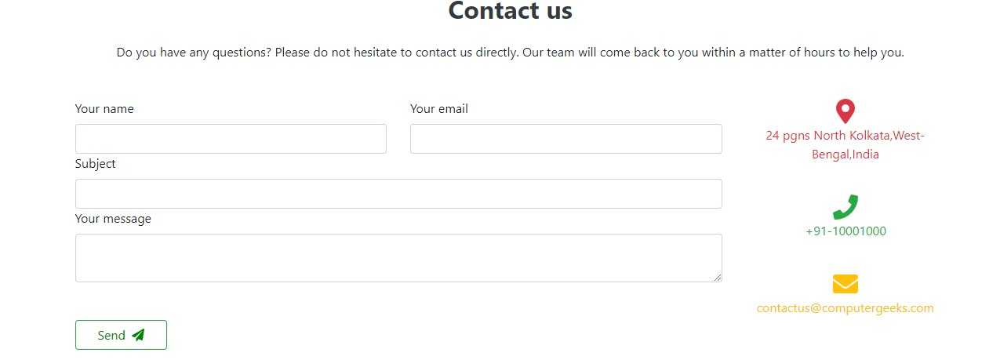 Contact us
Do you have any questions? Please do not hesitate to contact us directly. Our team will come back to you within a matter of hours to help you.
Your name
Your email
Subject
Your message
Send
24 pgns North Kolkata,West-
Bengal,India
+91-10001000
contactus@computergeeks.com